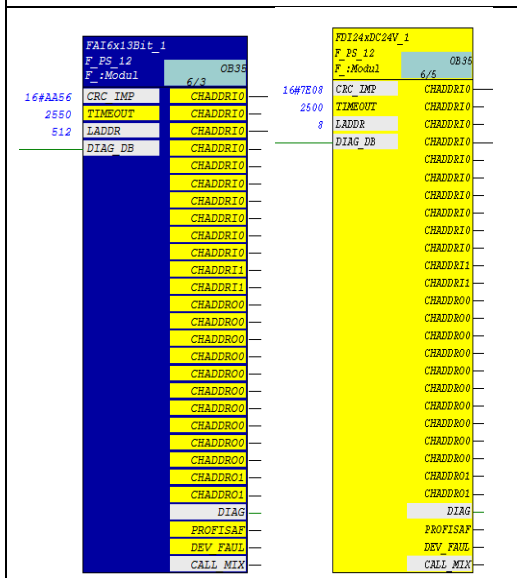 FAI6x13Bit_1
F_PS_12
F_:Modul
OB35
6/3
16#AA56 CRC_IMP CHADDRI0
2550 TIMEOUT CHADDRI0
512 LADDR CHADDRI0
DIAG_DB CHADDRI0
CHADDRI0
CHADDRI0
CHADDRI0
CHADDRI0
CHADDRI0
CHADDRI0
CHADDRI1
CHADDRI1
CHADDRO0
CHADDRO0
CHADDRO0
CHADDRO0
CHADDRO0
CHADDRO0
CHADDRO0
CHADDRO0
CHADDRO0
CHADDRO0
CHADDRO1
CHADDRO1
DIAG
PROFISAF
DEV_FAUL
CALL_MIX
FDI24xDC24V_1
F_PS_12
F_:Modul
OB35
6/5
16#7E08 CRC_IMP CHADDRI0
2500 TIMEOUT CHADDRI0
8 LADDR CHADDRI0
DIAG_DB CHADDRI0
CHADDRI0
CHADDRI0
CHADDRI0
CHADDRI0
CHADDRI0
CHADDRI0
CHADDRI1
CHADDRI1
CHADDRO0
CHADDRO0
CHADDRO0
CHADDRO0
CHADDRO0
CHADDRO0
CHADDRO0
CHADDRO0
CHADDRO0
CHADDRO0
CHADDRO1
CHADDRO1
DIAG
PROFISAF
DEV_FAUL
CALL_MIX